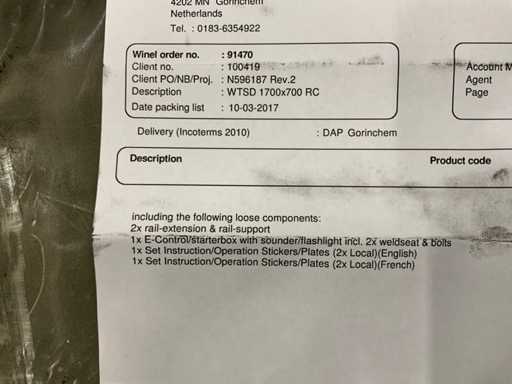 4202 MN Gorinchem
Netherlands
Tel. : 0183-6354922
Winel order no. : 91470
Client no. : 100419
Client PO/NB/Proj. : N596187 Rev.2
Description : WTSD 1700x700 RC
Date packing list : 10-03-2017
Account M
Agent
Page
Delivery (Incoterms 2010) : DAP Gorinchem
Description Product code
including the following loose components:
2x rail-extension & rail-support
1x E-Control/starterbox with sounder/flashlight incl. 2x weldseat & bolts
1x Set Instruction/Operation Stickers/Plates (2x Local)(English)
1x Set Instruction/Operation Stickers/Plates (2x Local)(French)